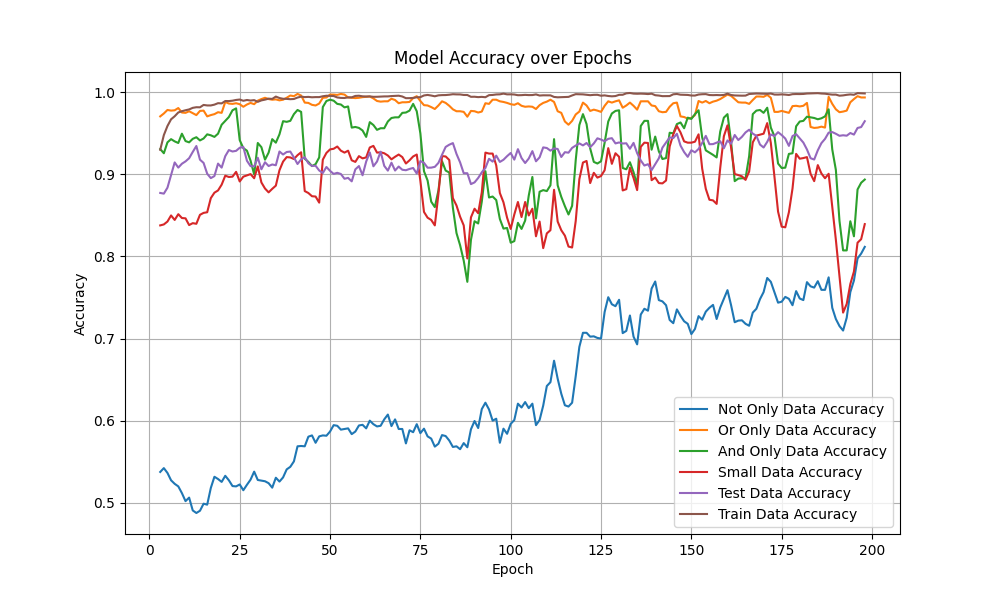 Model Accuracy over Epochs
1.0
0.9
0.8
0.7
0.6
0.5
Accuracy
0
25
50
75
100
125
150
175
200
Epoch
Not Only Data Accuracy
Or Only Data Accuracy
And Only Data Accuracy
Small Data Accuracy
Test Data Accuracy
Train Data Accuracy